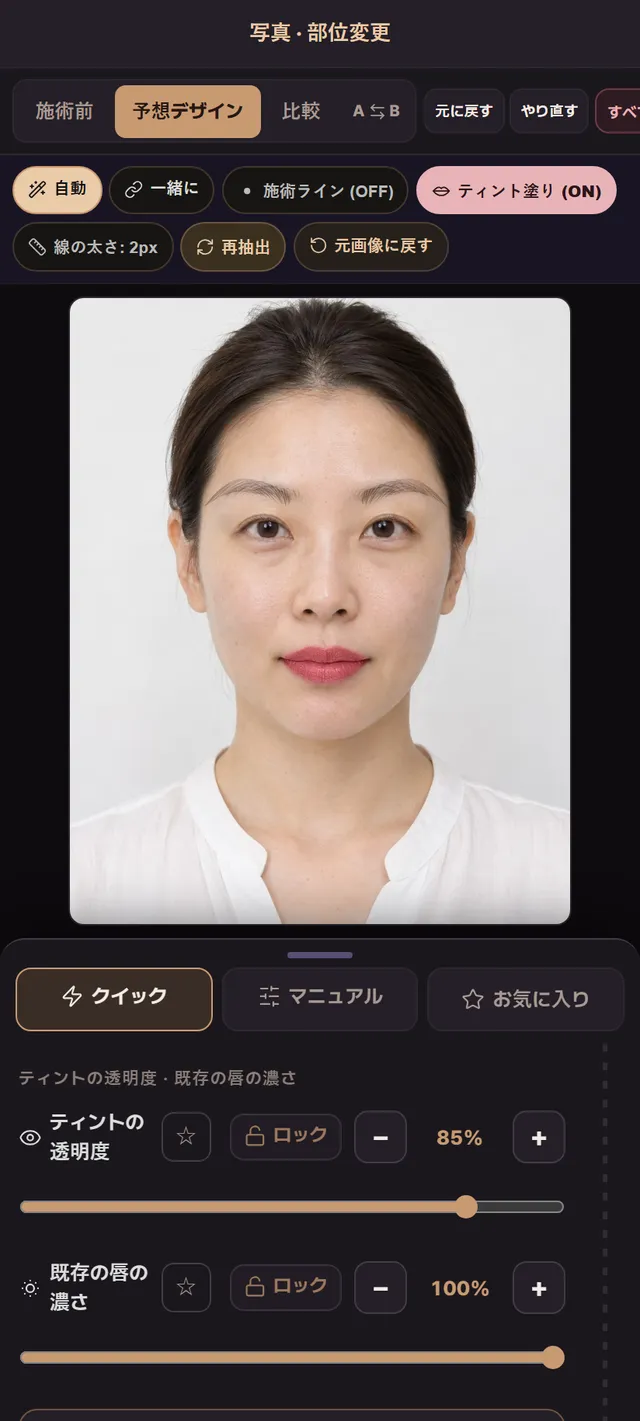 写真・部位変更
施術前 予想デザイン 比較 A ⇆ B 元に戻す やり直す すべ
自動 一緒に 施術ライン (OFF) ティント塗り (ON)
線の太さ: 2px 再抽出 元画像に戻す
クイック マニュアル お気に入り
ティントの透明度・既存の唇の濃さ
ティントの
透明度
ロック − 85% +
既存の唇の
濃さ
ロック − 100% +